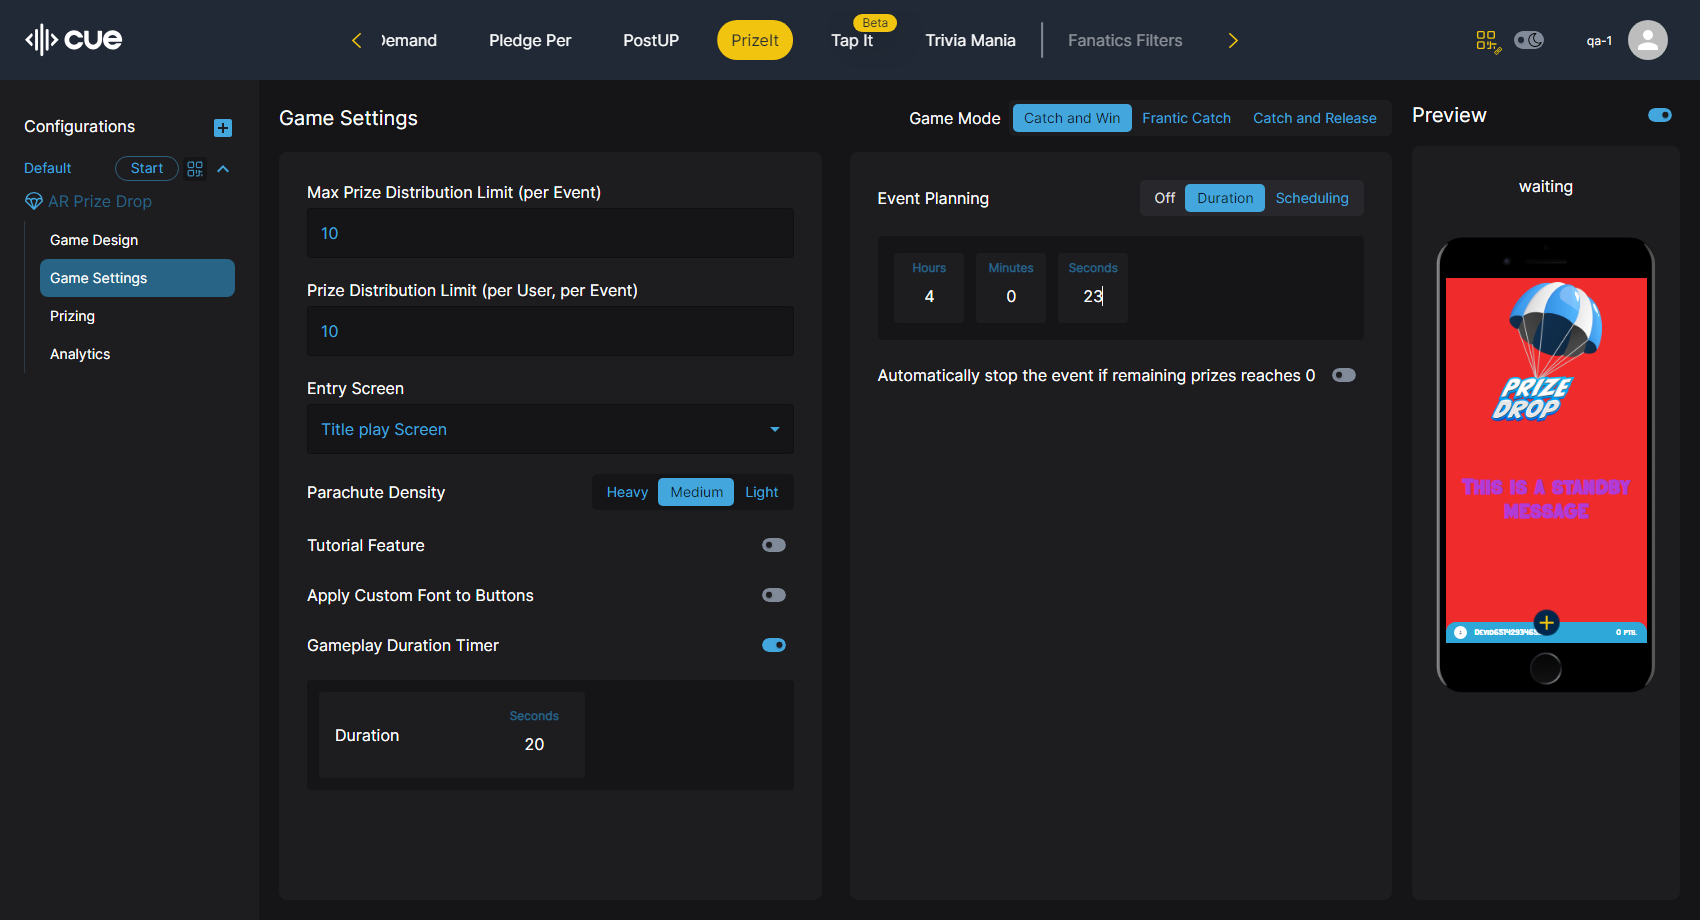 cue
Demand
Pledge Per
PostUP
PrizeIt
Beta
Tap It
Trivia Mania
Fanatics Filters
qa-1
Configurations
Default
Start
AR Prize Drop
Game Design
Game Settings
Prizing
Analytics
Game Settings
Game Mode
Catch and Win
Frantic Catch
Catch and Release
Max Prize Distribution Limit (per Event)
10
Prize Distribution Limit (per User, per Event)
10
Entry Screen
Title play Screen
Parachute Density
Heavy
Medium
Light
Tutorial Feature
Apply Custom Font to Buttons
Gameplay Duration Timer
Duration
Seconds
20
Event Planning
Off
Duration
Scheduling
Hours
4
Minutes
0
Seconds
23
Automatically stop the event if remaining prizes reaches 0
Preview
waiting
PRIZE
DROP
This is a standby
message
0 pts.